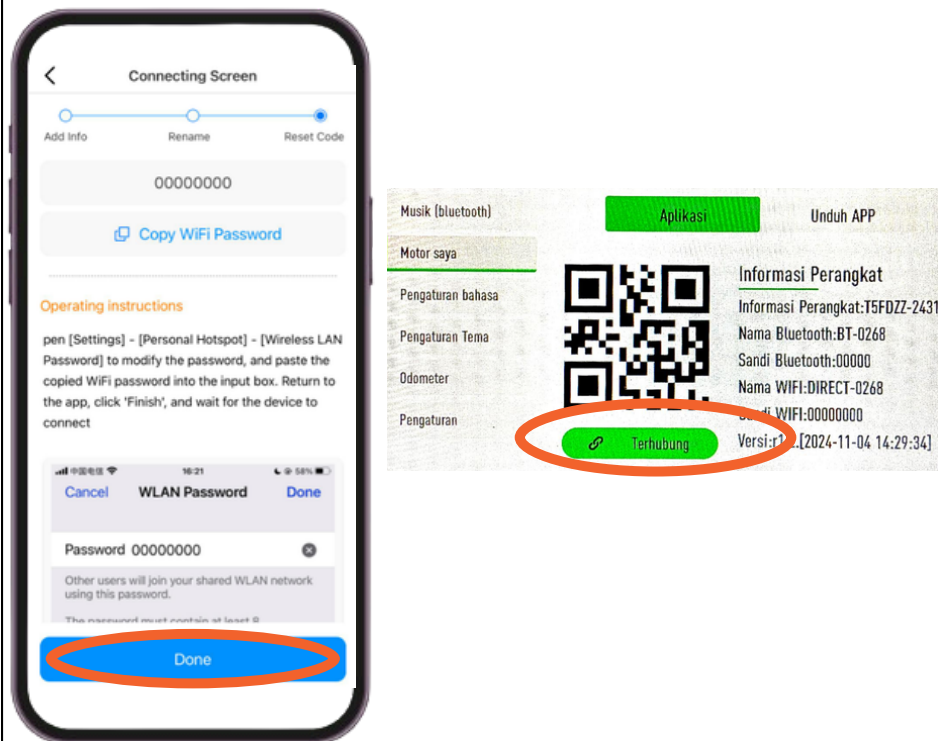 Connecting Screen
Add Info
Rename
Reset Code
00000000
Copy WiFi Password
Operating instructions
pen [Settings] - [Personal Hotspot] - [Wireless LAN
Password] to modify the password, and paste the
copied WiFi password into the input box. Return to
the app, click 'Finish', and wait for the device to
connect
中国电信
16:21
58%
Cancel
WLAN Password
Done
Password 00000000
Other users will join your shared WLAN network
using this password.
The password must contain at least 8
Done
Musik (bluetooth)
Motor saya
Pengaturan bahasa
Pengaturan Tema
Odometer
Pengaturan
Aplikasi
Unduh APP
Terhubung
Informasi Perangkat
Informasi Perangkat:T5FDZZ-2431
Nama Bluetooth:BT-0268
Sandi Bluetooth:00000
Nama WIFI:DIRECT-0268
WIFI:00000000
[2024-11-04 14:29:34]